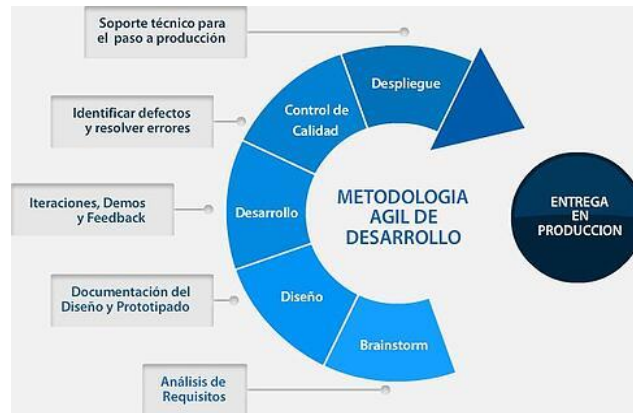 Soporte técnico para
el paso a producción
Despliegue
Identificar defectos
y resolver errores
Control de
Calidad
Iteraciones, Demos
y Feedback
Desarrollo
METODOLOGIA
AGIL DE
DESARROLLO
ENTREGA
EN
PRODUCCION
Documentación del
Diseño y Prototipado
Diseño
Brainstorm
Análisis de
Requisitos